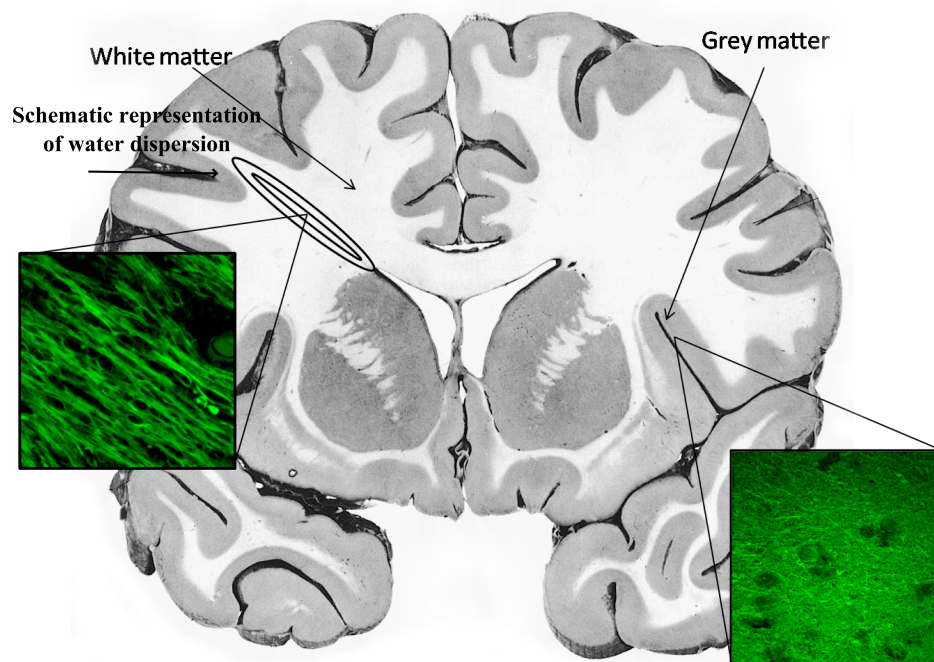 White matter
Grey matter
Schematic representation
of water dispersion